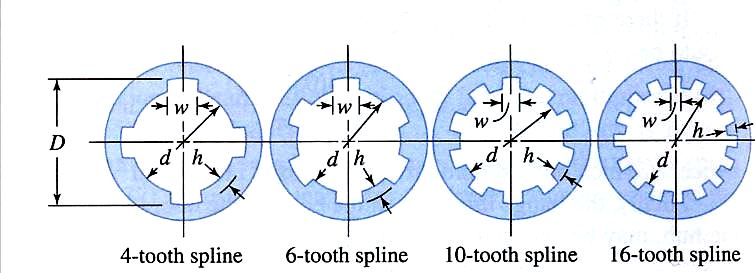 D
w
d
h
w
d
h
w
d
h
w
d
h
4-tooth spline
6-tooth spline
10-tooth spline
16-tooth spline